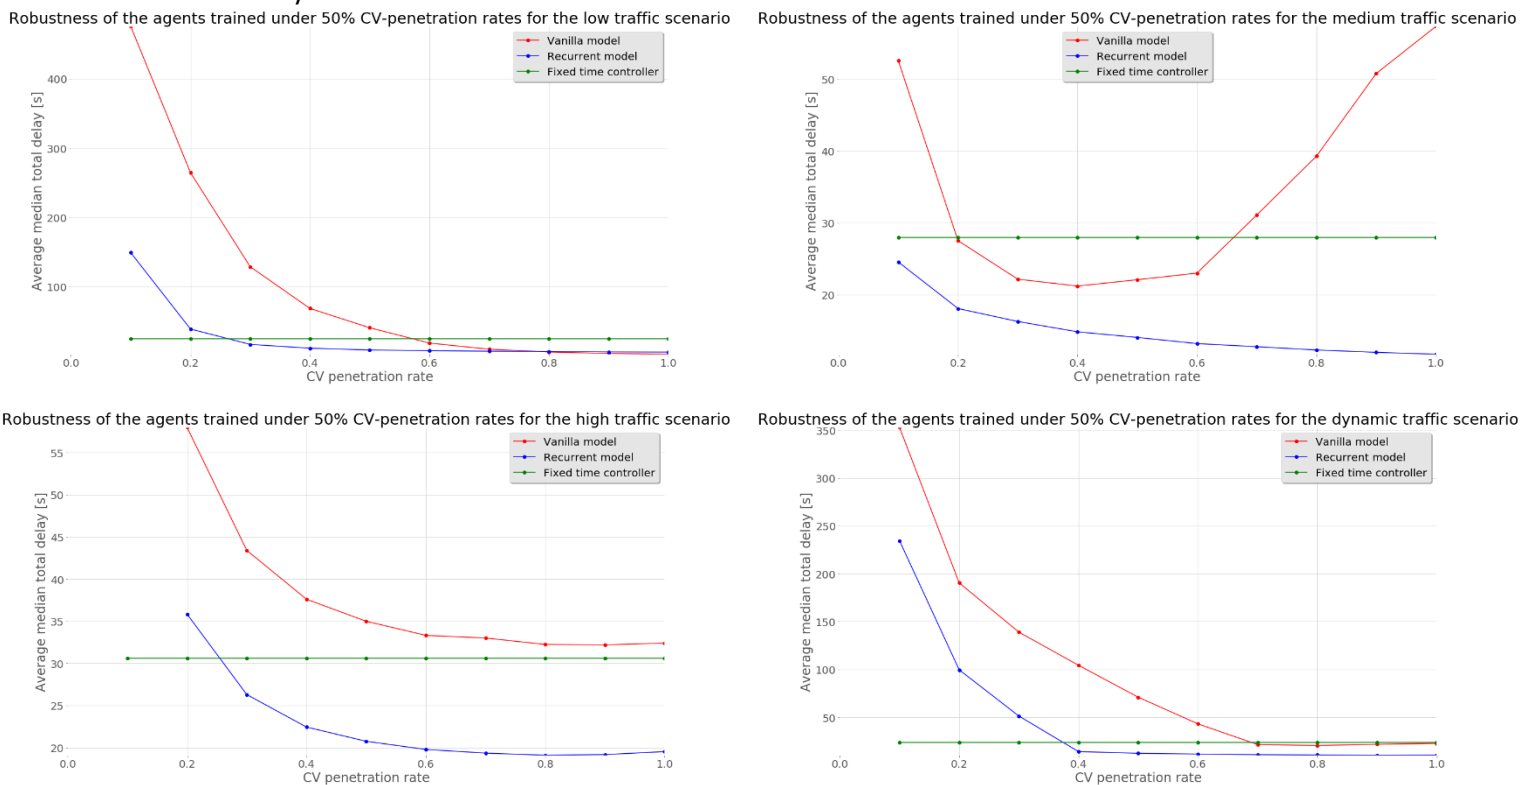 Robustness of the agents trained under 50% CV-penetration rates for the low traffic scenario
Vanilla model
Recurrent model
Fixed time controller
Average median total delay [s]
400
300
200
100
0.0
0.2
0.4
0.6
0.8
1.0
CV penetration rate
Robustness of the agents trained under 50% CV-penetration rates for the medium traffic scenario
Vanilla model
Recurrent model
Fixed time controller
Average median total delay [s]
50
40
30
20
0.0
0.2
0.4
0.6
0.8
1.0
CV penetration rate
Robustness of the agents trained under 50% CV-penetration rates for the high traffic scenario
Vanilla model
Recurrent model
Fixed time controller
Average median total delay [s]
55
50
45
40
35
30
25
20
0.0
0.2
0.4
0.6
0.8
1.0
CV penetration rate
Robustness of the agents trained under 50% CV-penetration rates for the dynamic traffic scenario
Vanilla model
Recurrent model
Fixed time controller
Average median total delay [s]
350
300
250
200
150
100
50
0.0
0.2
0.4
0.6
0.8
1.0
CV penetration rate